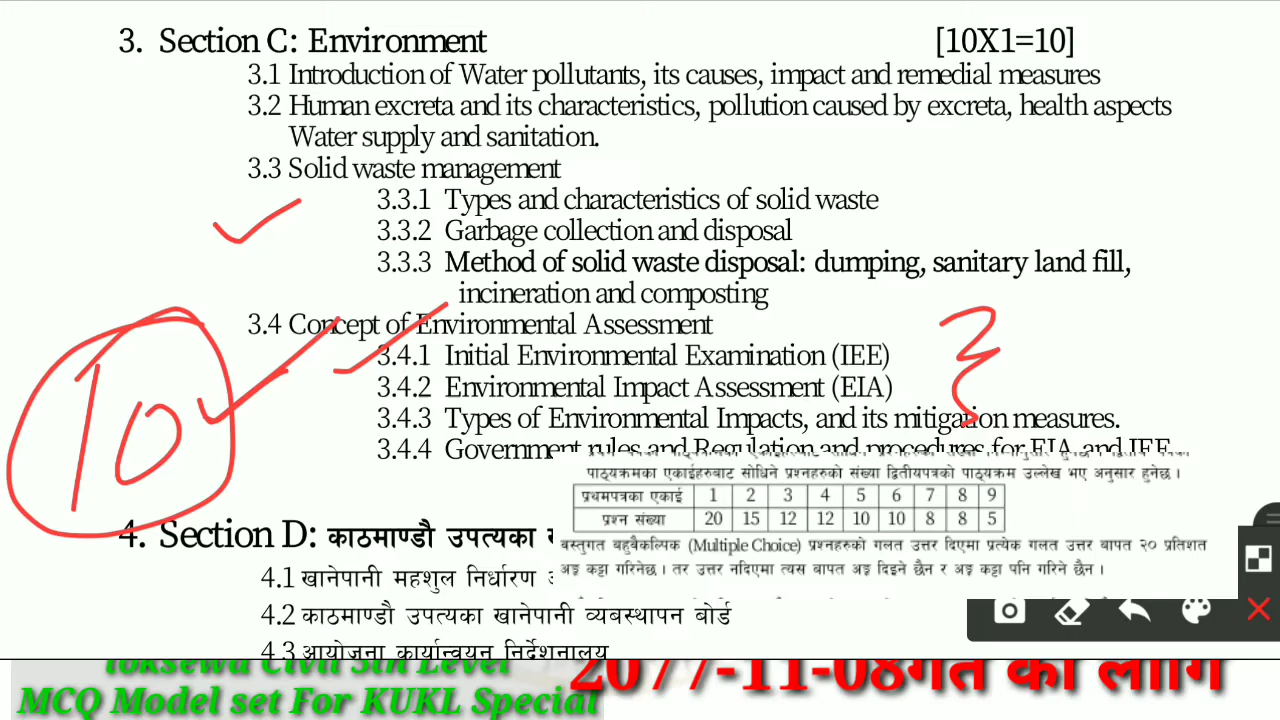 3. Section C: Environment [10X1=10]
3.1 Introduction of Water pollutants, its causes, impact and remedial measures
3.2 Human excreta and its characteristics, pollution caused by excreta, health aspects
Water supply and sanitation.
3.3 Solid waste management
3.3.1 Types and characteristics of solid waste
3.3.2 Garbage collection and disposal
3.3.3 Method of solid waste disposal: dumping, sanitary land fill,
incineration and composting
3.4 Concept of Environmental Assessment
3.4.1 Initial Environmental Examination (IEE)
3.4.2 Environmental Impact Assessment (EIA)
3.4.3 Types of Environmental Impacts, and its mitigation measures.
10
3.4.4 Government rules and Regulation and procedures for EIA and IEE
पाठ्यक्रमका एकाईहरुबाट सोधिने प्रश्नहरुको संख्या द्वितीयपत्रको पाठ्यक्रम उल्लेख भए अनुसार हुनेछ ।
प्रथमपत्रका एकाई 1 2 3 4 5 6 7 8 9
प्रश्न संख्या 20 15 12 12 10 10 8 8 5
4. Section D: काठमाण्डौ उपत्यका
बस्तुगत बहुबैकल्पिक (Multiple Choice) प्रश्नहरुको गलत उत्तर दिएमा प्रत्येक गलत उत्तर बापत २० प्रतिशत
अङ्क कट्टा गरिनेछ । तर उत्तर नदिएमा त्यस बापत अङ्क दिइने छैन र अङ्क कट्टा पनि गरिने छैन ।
4.1 खानेपानी महशुल निर्धारण
4.2 काठमाण्डौ उपत्यका खानेपानी व्यबस्थापन बोर्ड
4.3 आयोजना कार्यान्वयन निर्देशनालय
loksewa Civil 5th Level
MCQ Model set For KUKL Special
2077-11-08गते का लागि